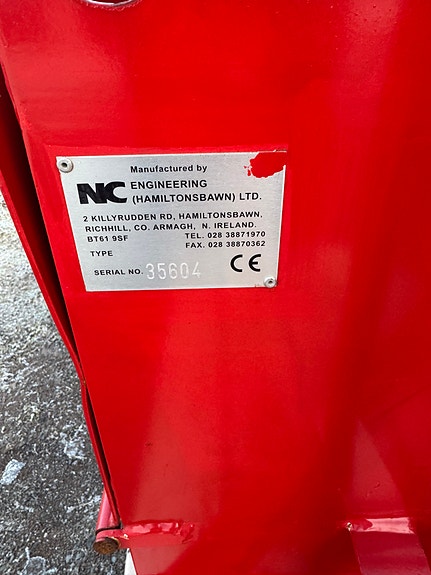 Manufactured by
NC ENGINEERING
(HAMILTONSBAWN) LTD.
2 KILLYRUDDEN RD, HAMILTONSBAWN,
RICHHILL, CO. ARMAGH, N. IRELAND.
BT61 9SF TEL. 028 38871970
FAX. 028 38870362
TYPE
SERIAL NO. 35604 CE